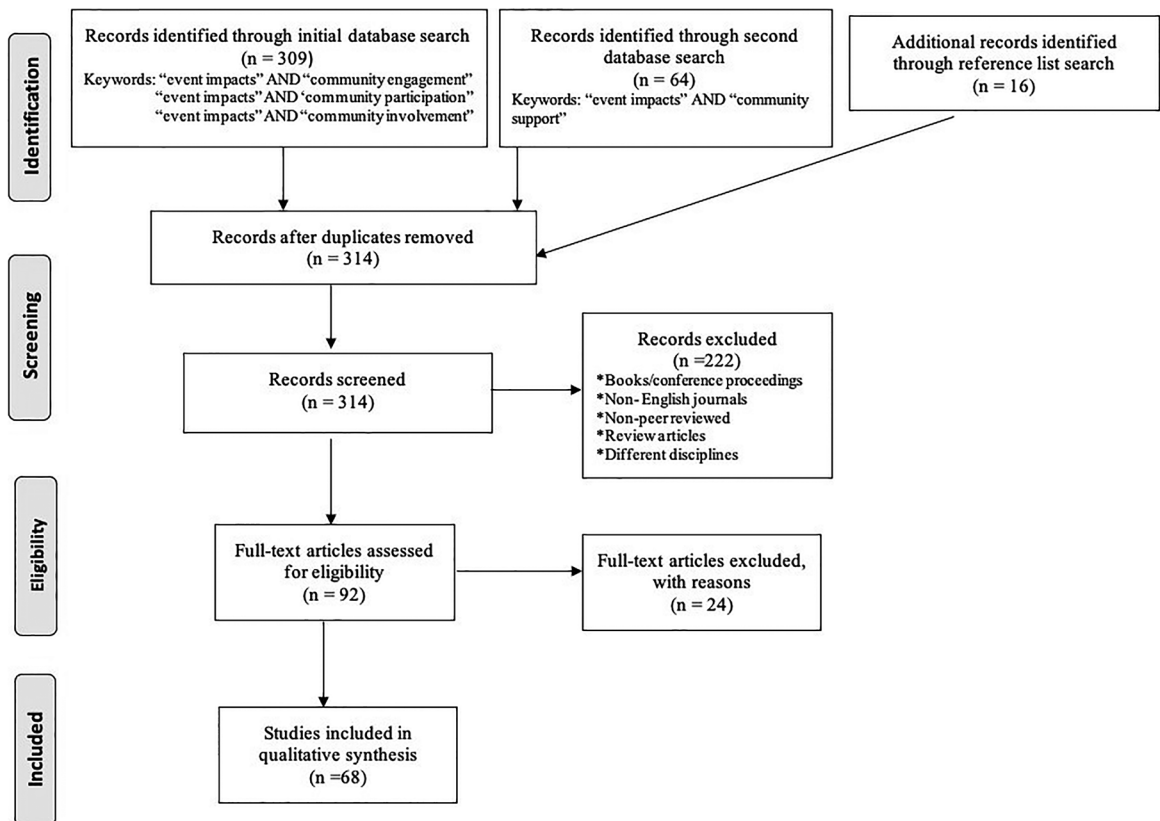 Identification
Records identified through initial database search
(n = 309)
Keywords: “event impacts” AND “community engagement”
“event impacts” AND ‘community participation”
“event impacts” AND “community involvement”
Records identified through second
database search
(n = 64)
Keywords: “event impacts” AND “community
support”
Additional records identified
through reference list search
(n = 16)
Records after duplicates removed
(n = 314)
Screening
Records screened
(n = 314)
Records excluded
(n =222)
*Books/conference proceedings
*Non- English journals
*Non-peer reviewed
*Review articles
*Different disciplines
Eligibility
Full-text articles assessed
for eligibility
(n = 92)
Full-text articles excluded,
with reasons
(n = 24)
Included
Studies included in
qualitative synthesis
(n =68)